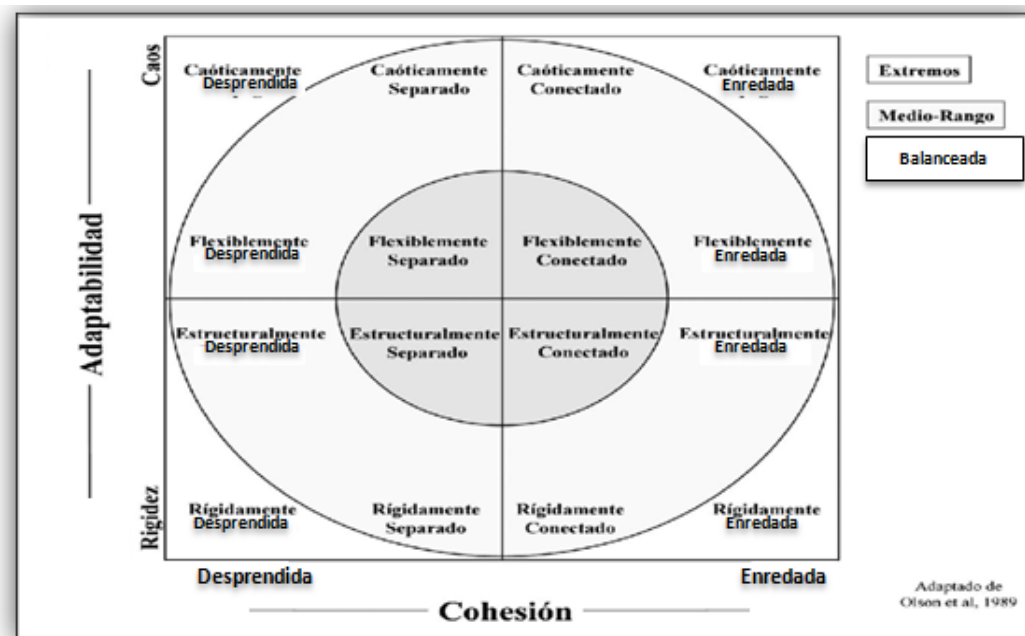 Caos
Adaptabilidad
Rigidez
Caóticamente
Desprendida
Caóticamente
Separado
Caóticamente
Conectado
Caóticamente
Enredada
Flexiblemente
Desprendida
Flexiblemente
Separado
Flexiblemente
Conectado
Flexiblemente
Enredada
Estructuralmente
Desprendida
Estructuralmente
Separado
Estructuralmente
Conectado
Estructuralmente
Enredada
Rígidamente
Desprendida
Rígidamente
Separado
Rígidamente
Conectado
Rígidamente
Enredada
Desprendida
Enredada
Cohesión
Extremos
Medio-Rango
Balanceada
Adaptado de
Olson et al, 1989